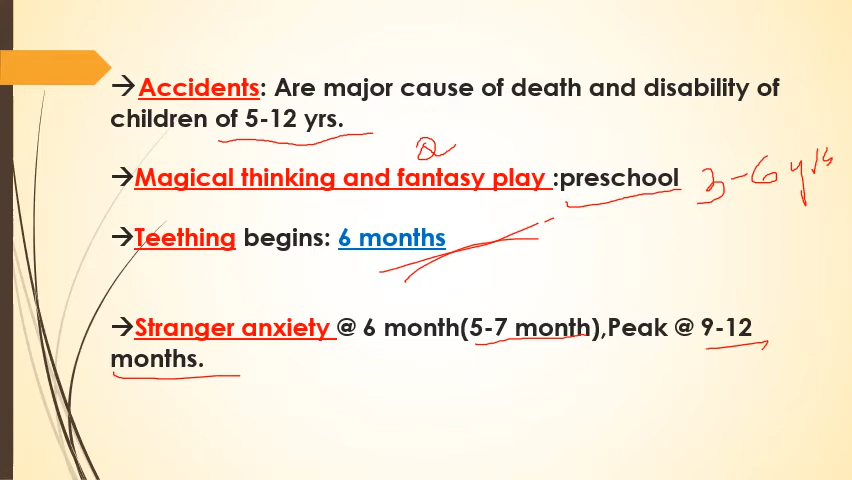 →Accidents: Are major cause of death and disability of
children of 5-12 yrs.
→Magical thinking and fantasy play :preschool 3-6 yrs
→Teething begins: 6 months
→Stranger anxiety @ 6 month(5-7 month),Peak @ 9-12
months.